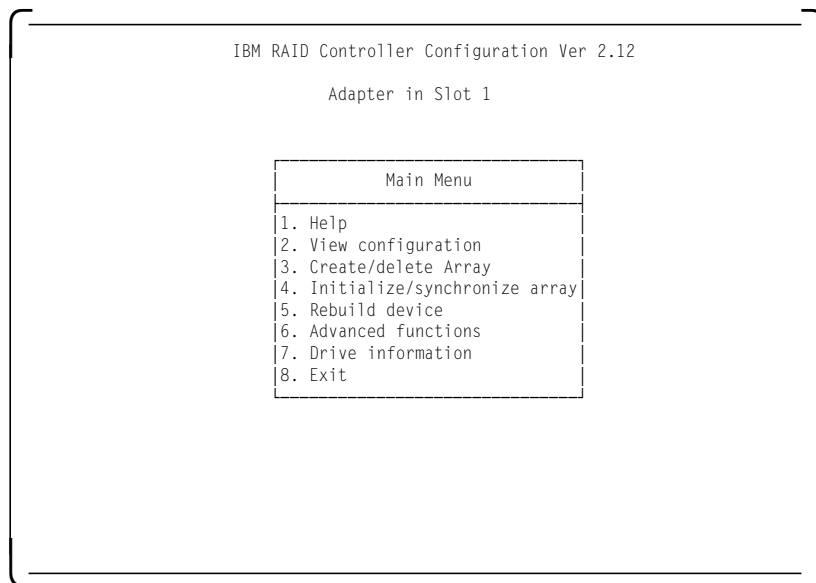 IBM RAID Controller Configuration Ver 2.12
Adapter in Slot 1
Main Menu
1. Help
2. View configuration
3. Create/delete Array
4. Initialize/synchronize array
5. Rebuild device
6. Advanced functions
7. Drive information
8. Exit